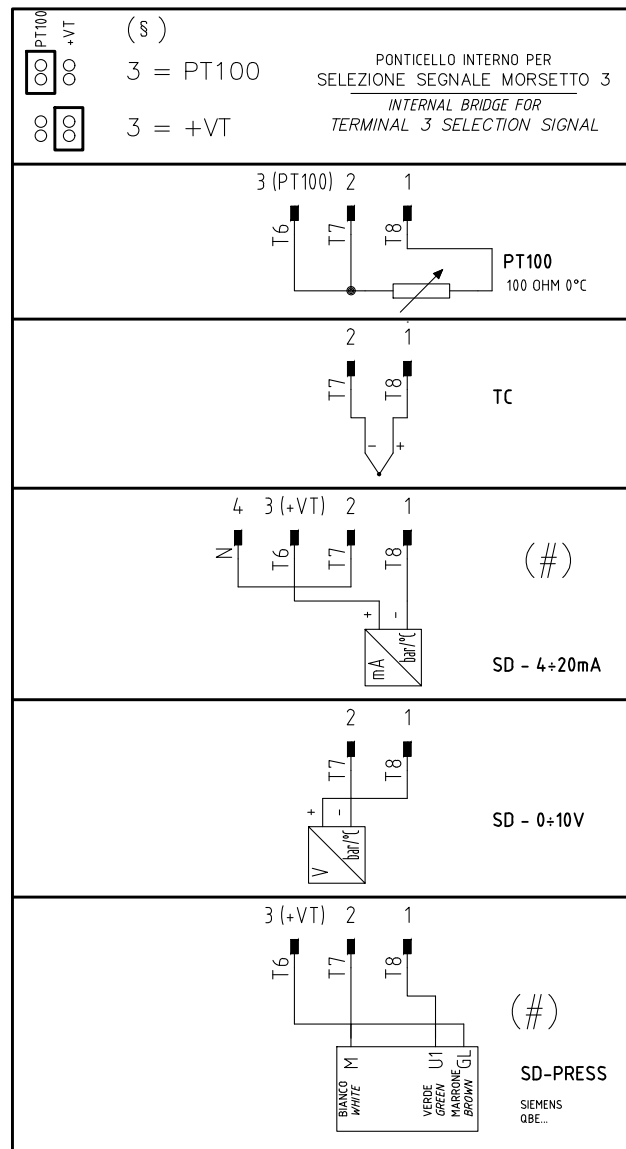 PT100
+VT
(§)
3 = PT100
3 = +VT
PONTICELLO INTERNO PER
SELEZIONE SEGNALE MORSETTO 3
INTERNAL BRIDGE FOR
TERMINAL 3 SELECTION SIGNAL
3 (PT100) 2 1
T6 T7 T8
PT100
100 OHM 0°C
2 1
T7 T8
- +
TC
4 3 (+VT) 2 1
N T6 T7 T8
(#)
+ -
mA bar/°C
SD - 4÷20mA
2 1
T7 T8
+ -
V bar/°C
SD - 0÷10V
3 (+VT) 2 1
T6 T7 T8
(#)
M U1 GL
BIANCO
WHITE
VERDE
GREEN
MARRONE
BROWN
SD-PRESS
SIEMENS
QBE...